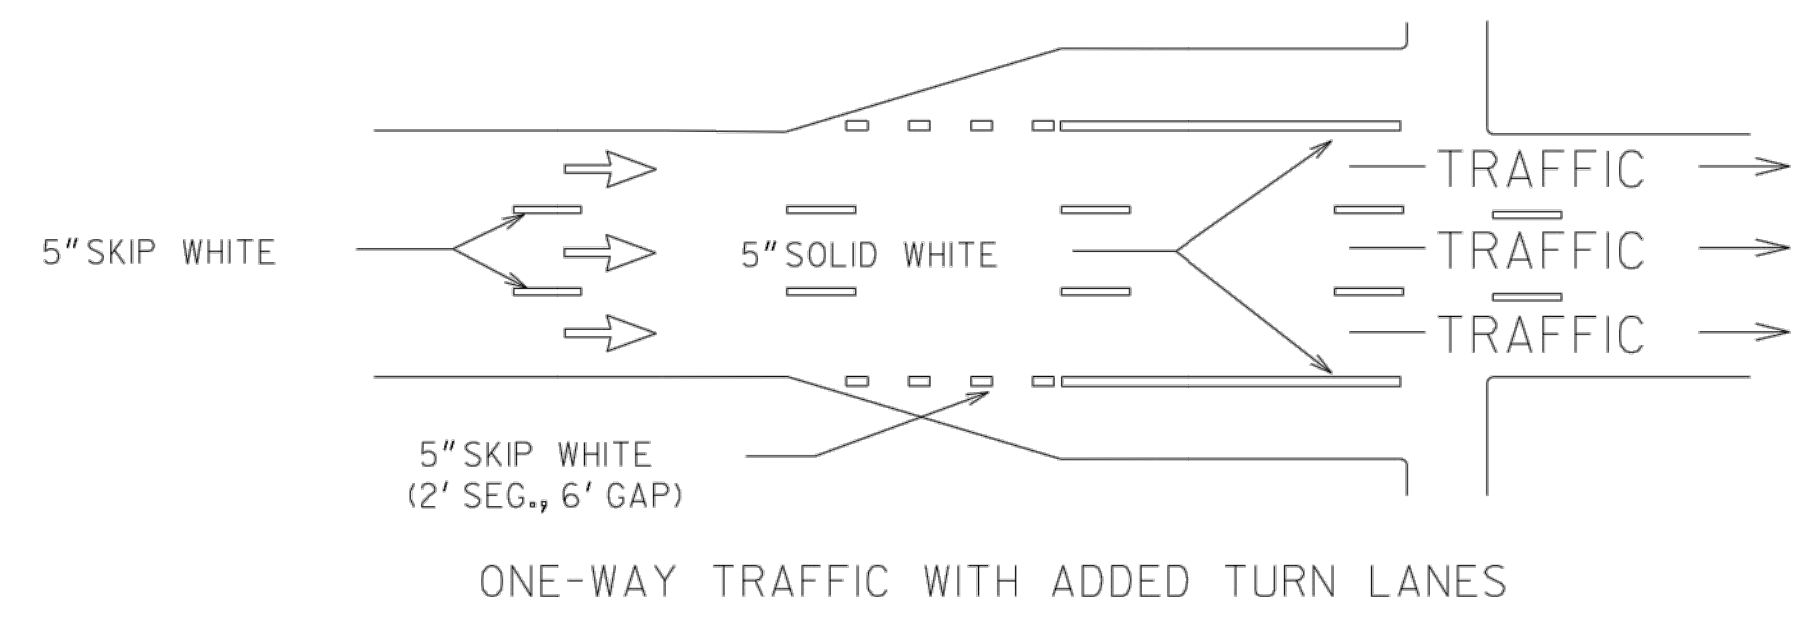 TRAFFIC
5" SKIP WHITE
5" SOLID WHITE
TRAFFIC
TRAFFIC
5" SKIP WHITE
(2' SEG., 6' GAP)
ONE-WAY TRAFFIC WITH ADDED TURN LANES